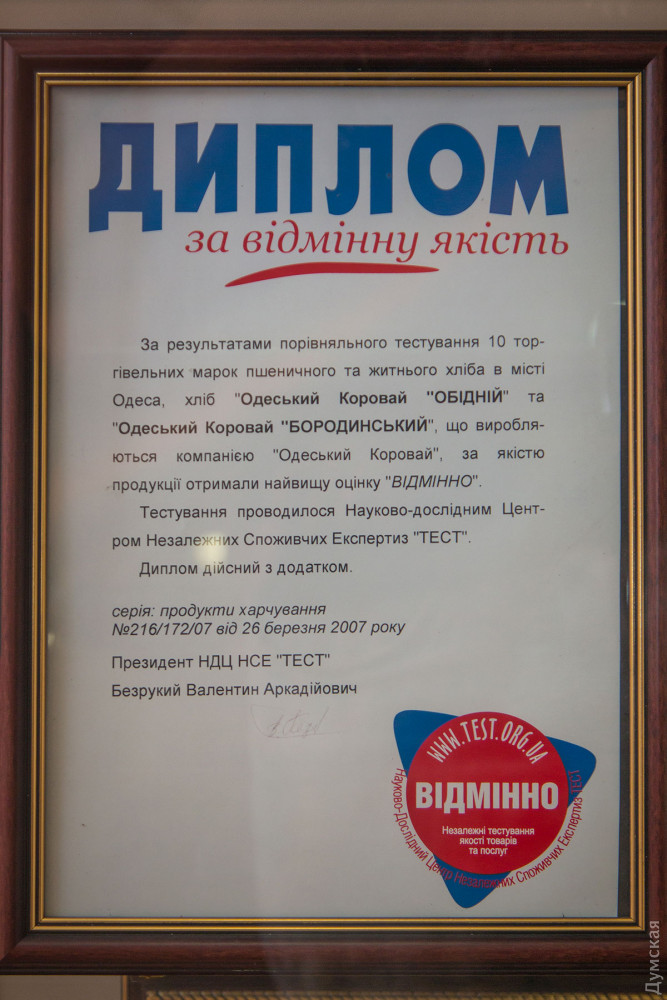 ДИПЛОМ
за відмінну якість
За результатами порівняльного тестування 10 тор-
гівельних марок пшеничного та житнього хліба в місті
Одеса, хліб "Одеський Коровай "ОБІДНІЙ" та
"Одеський Коровай "БОРОДИНСЬКИЙ", що виробля-
ються компанією "Одеський Коровай", за якістю
продукції отримали найвищу оцінку "ВІДМІННО".
Тестування проводилося Науково-дослідним Цент-
ром Незалежних Споживчих Експертиз "ТЕСТ".
Диплом дійсний з додатком.
серія: продукти харчування
№216/172/07 від 26 березня 2007 року
Президент НДЦ НСЕ "ТЕСТ"
Безрукий Валентин Аркадійович
WWW.TEST.ORG.UA
ВІДМІННО
Незалежні тестування
якості товарів
та послуг
Науково-Дослідний Центр Незалежних Споживчих Експертиз ТЕСТ
Думская